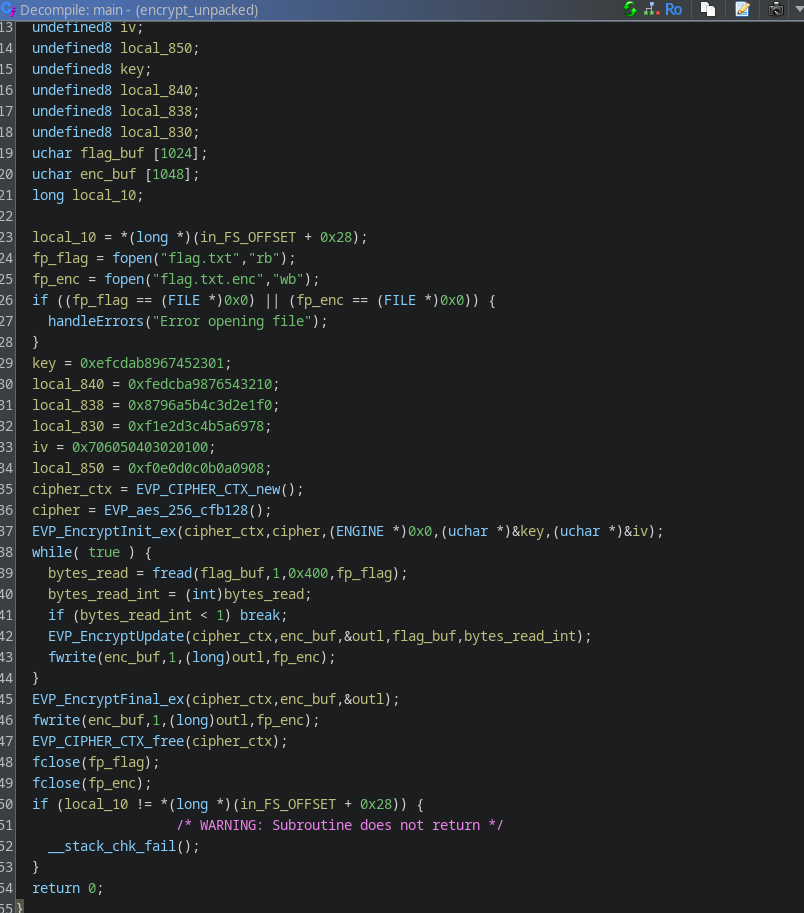 Decompile: main - (encrypt_unpacked)
Ro
13 undefined8 iv;
14 undefined8 local_850;
15 undefined8 key;
16 undefined8 local_840;
17 undefined8 local_838;
18 undefined8 local_830;
19 uchar flag_buf [1024];
20 uchar enc_buf [1048];
21 long local_10;
22
23 local_10 = *(long *)(in_FS_OFFSET + 0x28);
24 fp_flag = fopen("flag.txt","rb");
25 fp_enc = fopen("flag.txt.enc","wb");
26 if ((fp_flag == (FILE *)0x0) || (fp_enc == (FILE *)0x0)) {
27 handleErrors("Error opening file");
28 }
29 key = 0xefcdab8967452301;
30 local_840 = 0xfedcba9876543210;
31 local_838 = 0x8796a5b4c3d2e1f0;
32 local_830 = 0xf1e2d3c4b5a6978;
33 iv = 0x706050403020100;
34 local_850 = 0xf0e0d0c0b0a0908;
35 cipher_ctx = EVP_CIPHER_CTX_new();
36 cipher = EVP_aes_256_cfb128();
37 EVP_EncryptInit_ex(cipher_ctx,cipher,(ENGINE *)0x0,(uchar *)&key,(uchar *)&iv);
38 while( true ) {
39 bytes_read = fread(flag_buf,1,0x400,fp_flag);
40 bytes_read_int = (int)bytes_read;
41 if (bytes_read_int < 1) break;
42 EVP_EncryptUpdate(cipher_ctx,enc_buf,&outl,flag_buf,bytes_read_int);
43 fwrite(enc_buf,1,(long)outl,fp_enc);
44 }
45 EVP_EncryptFinal_ex(cipher_ctx,enc_buf,&outl);
46 fwrite(enc_buf,1,(long)outl,fp_enc);
47 EVP_CIPHER_CTX_free(cipher_ctx);
48 fclose(fp_flag);
49 fclose(fp_enc);
50 if (local_10 != *(long *)(in_FS_OFFSET + 0x28)) {
51 /* WARNING: Subroutine does not return */
52 __stack_chk_fail();
53 }
54 return 0;
55 }